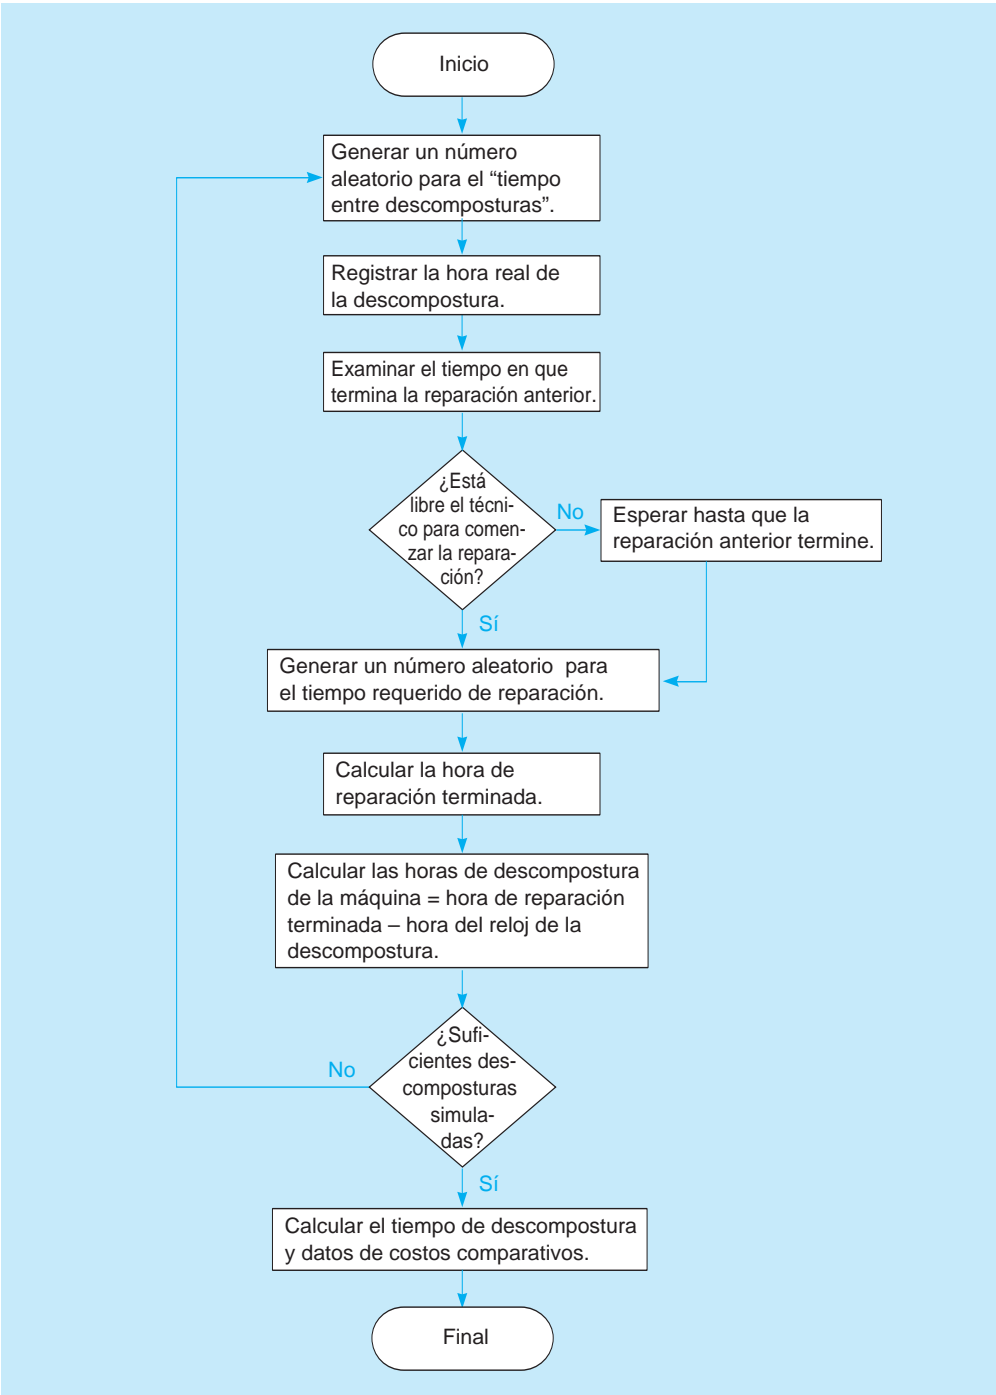 Inicio
Generar un número
aleatorio para el “tiempo
entre descomposturas”.
Registrar la hora real de
la descompostura.
Examinar el tiempo en que
termina la reparación anterior.
¿Está
libre el técni-
co para comen-
zar la repara-
ción?
No
Esperar hasta que la
reparación anterior termine.
Sí
Generar un número aleatorio para
el tiempo requerido de reparación.
Calcular la hora de
reparación terminada.
Calcular las horas de descompostura
de la máquina = hora de reparación
terminada – hora del reloj de la
descompostura.
¿Sufi-
cientes des-
composturas
simula-
das?
No
Sí
Calcular el tiempo de descompostura
y datos de costos comparativos.
Final